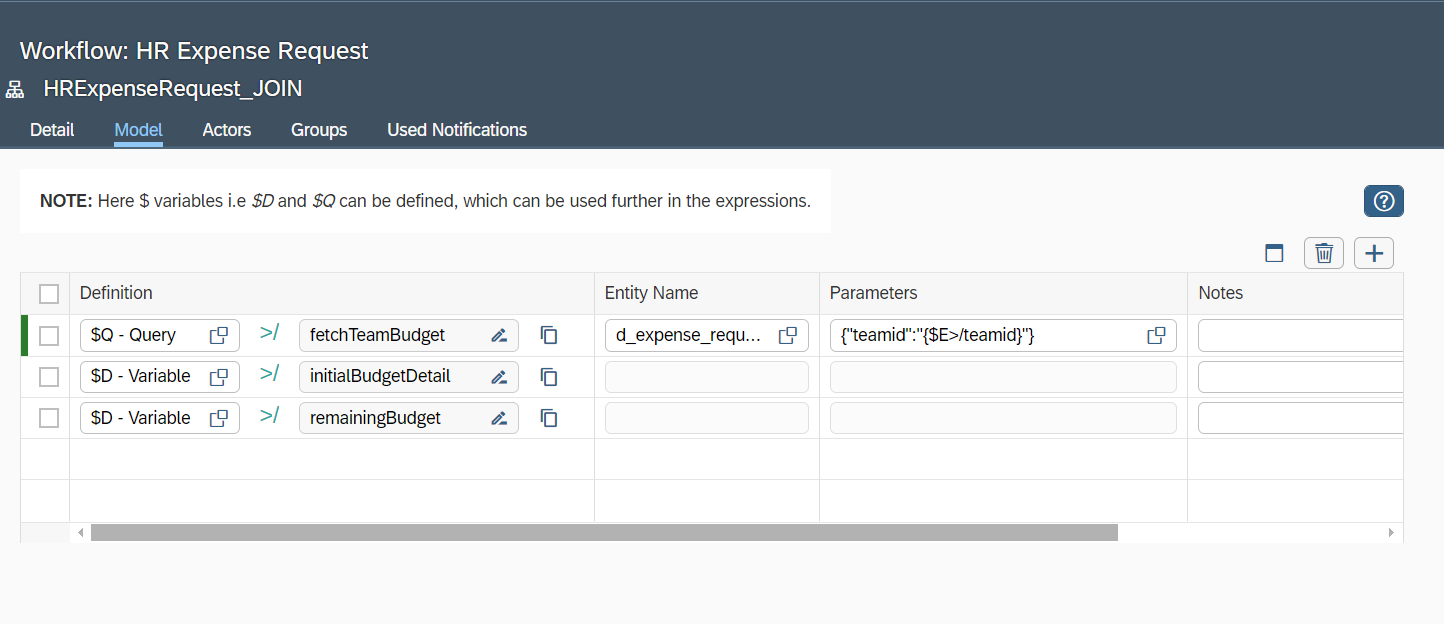 Workflow: HR Expense Request
HRExpenseRequest_JOIN
Detail Model Actors Groups Used Notifications
NOTE: Here $ variables i.e $D and $Q can be defined, which can be used further in the expressions.
Definition Entity Name Parameters Notes
$Q - Query >/ fetchTeamBudget d_expense_requ... {"teamid":"{$E>/teamid}"}
$D - Variable >/ initialBudgetDetail
$D - Variable >/ remainingBudget